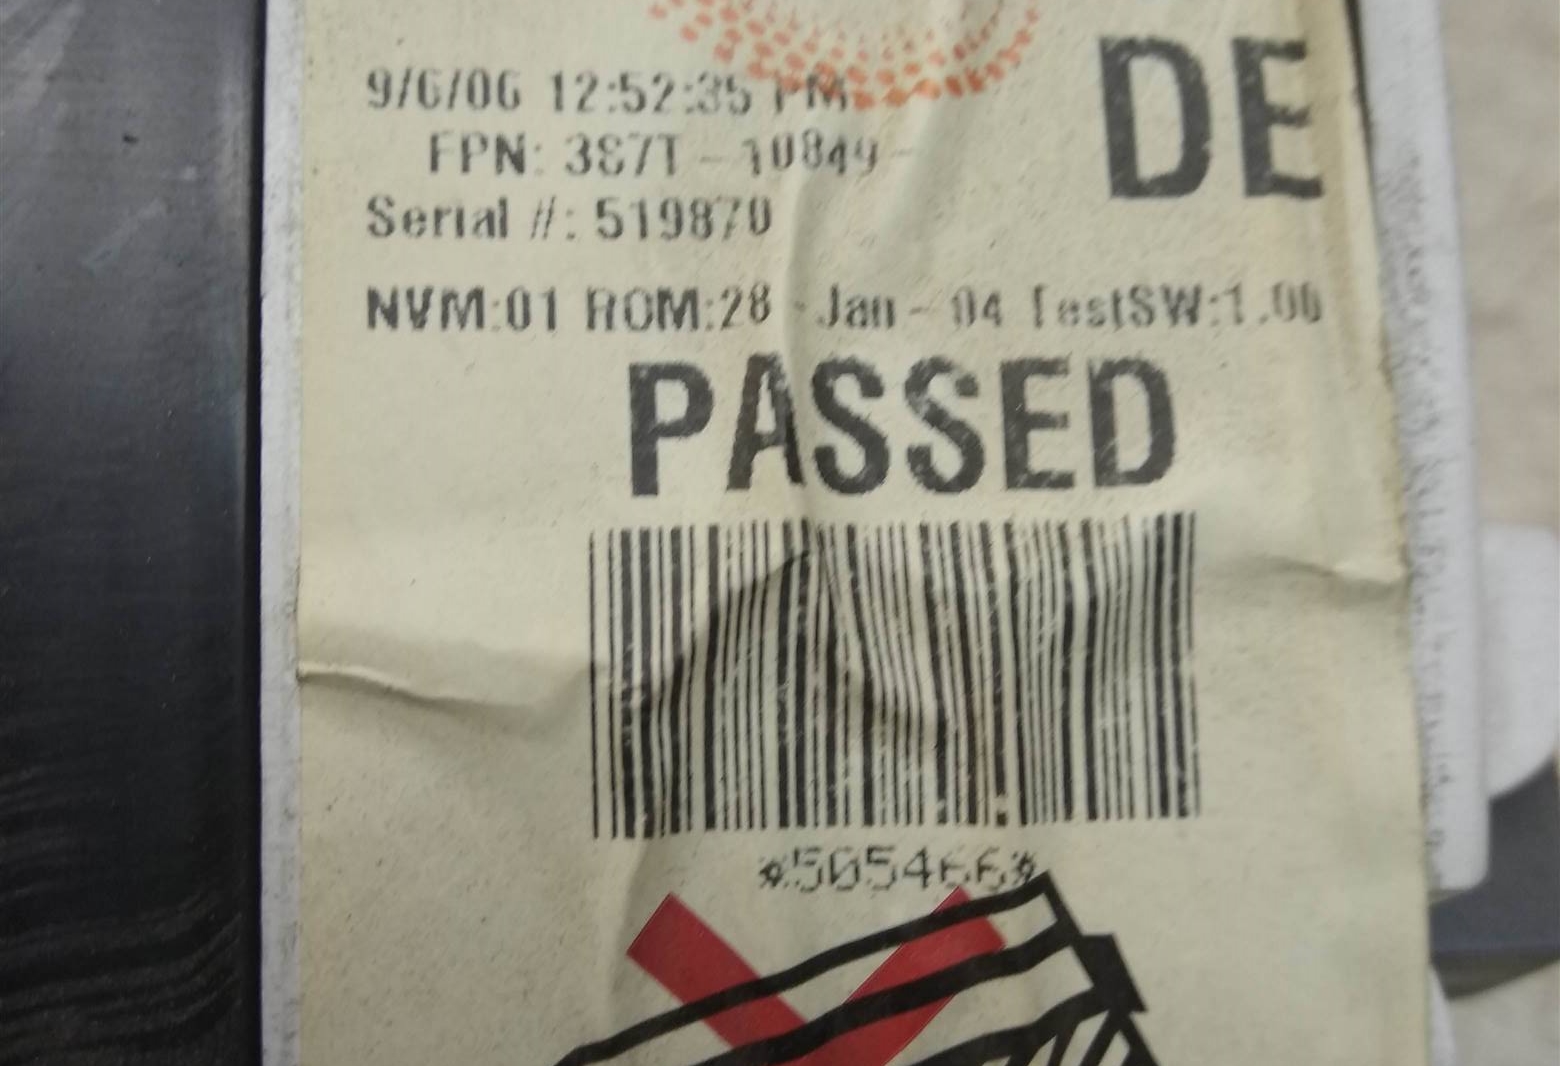 DE
9/6/06 12:52:35 PM
FPN: 387T - 10849 -
Serial #: 519870
NVM:01 ROM:28 - Jan - 04 TestSW:1.00
PASSED
*505466*